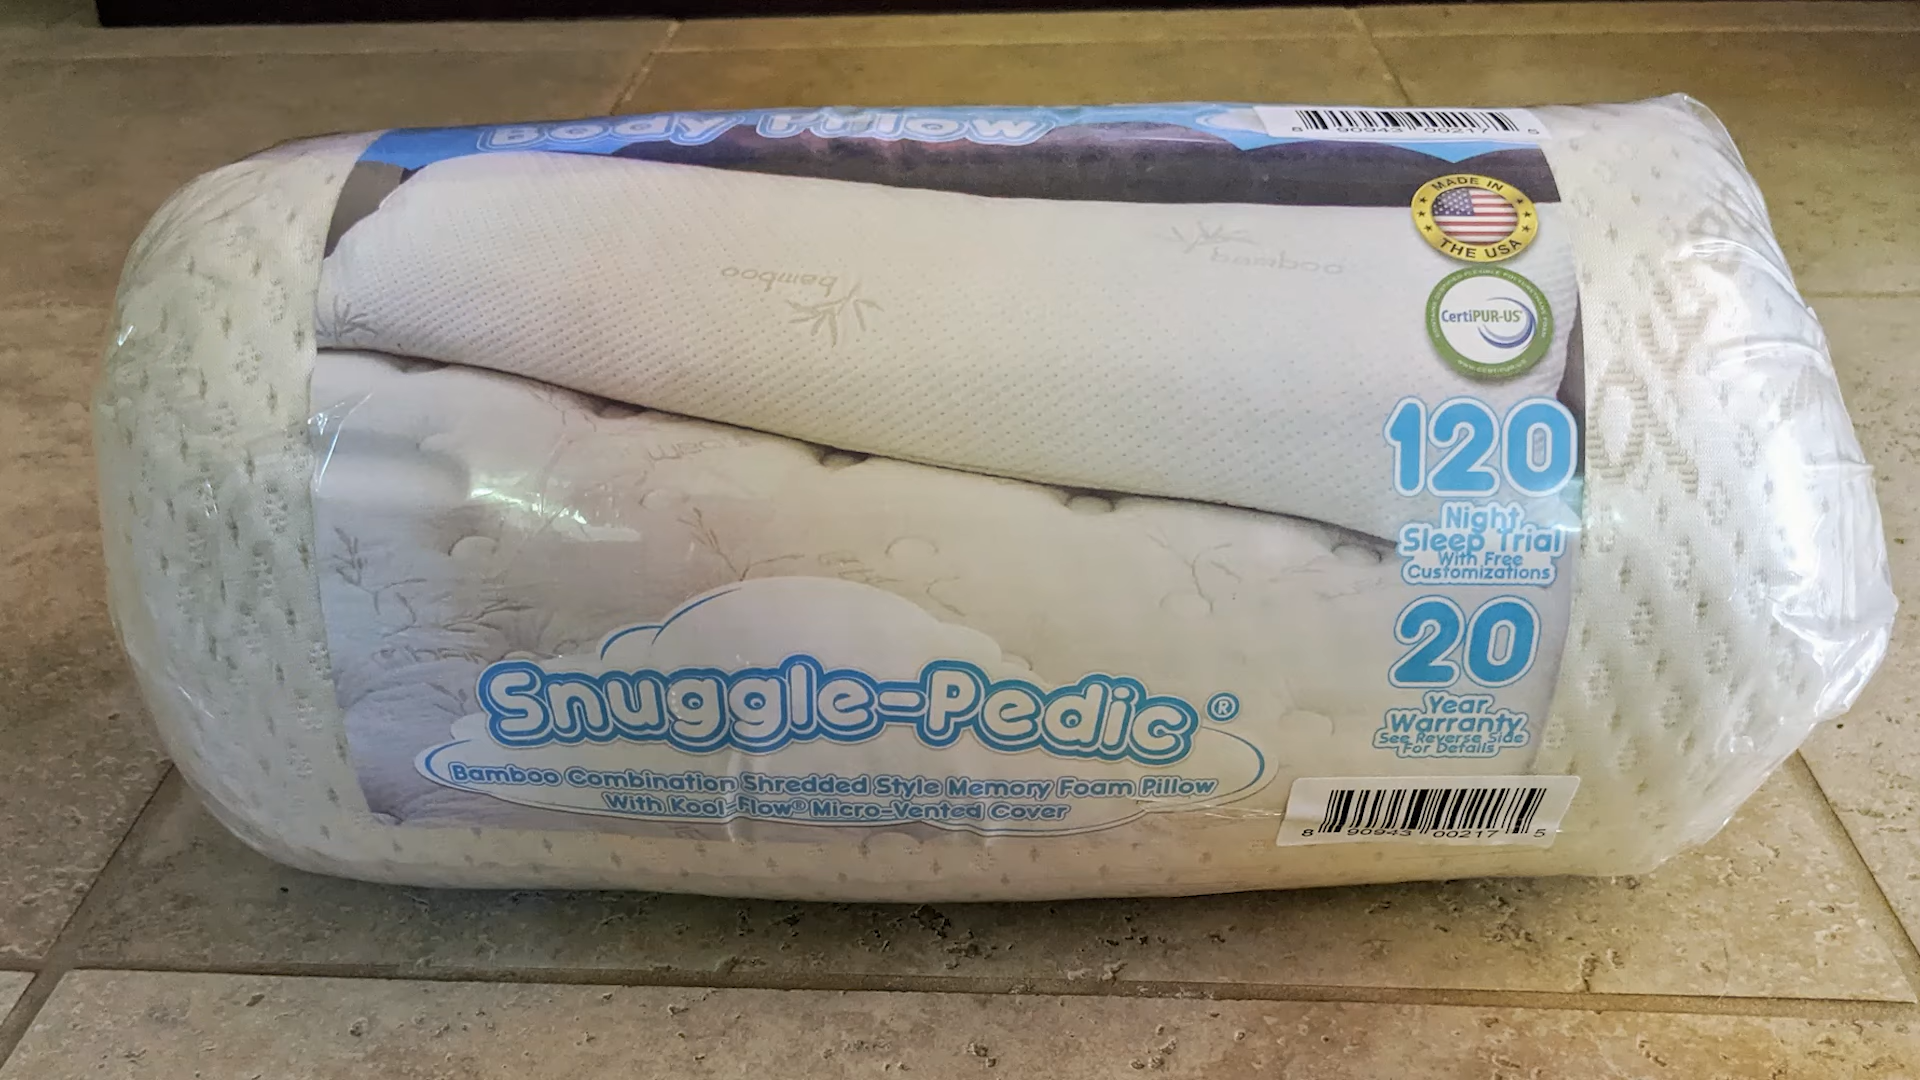 Body Pillow
8 90943 00217 5
MADE IN
THE USA
bamboo
bamboo
bamboo
CertiPUR-US®
120
Night
Sleep Trial
With Free
Customizations
20
Year
Warranty
See Reverse Side
For Details
Snuggle-Pedic®
Bamboo Combination Shredded Style Memory Foam Pillow
With Kool-Flow® Micro-Vented Cover
8 90943 00217 5